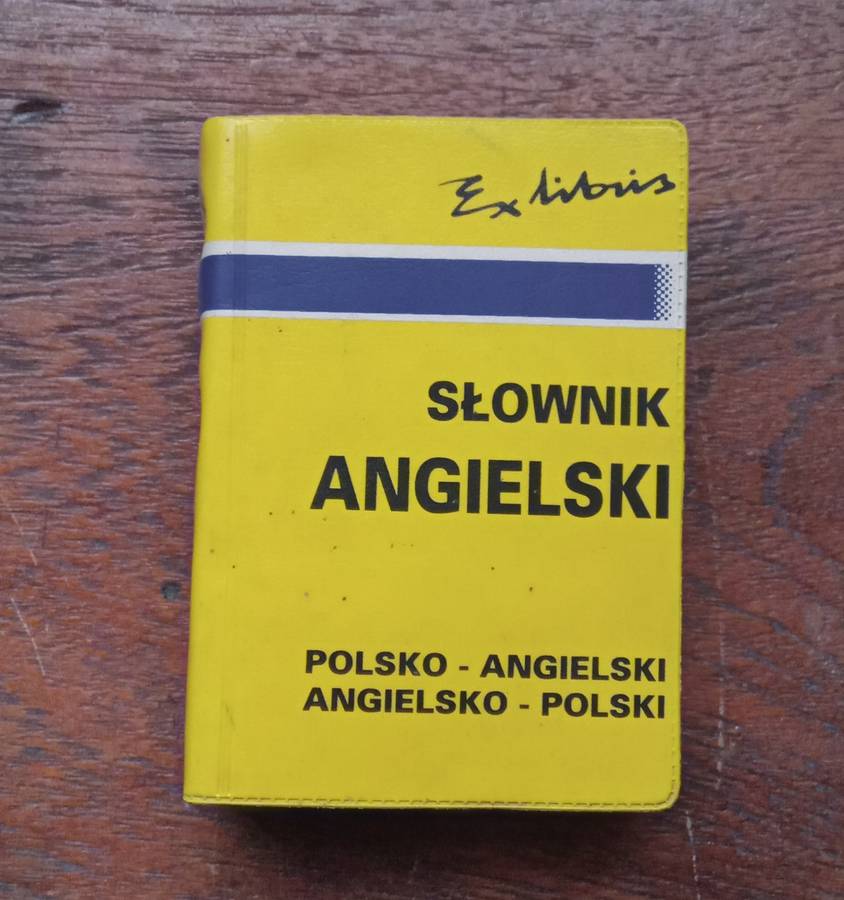 Ex libris
SŁOWNIK
ANGIELSKI
POLSKO - ANGIELSKI
ANGIELSKO - POLSKI